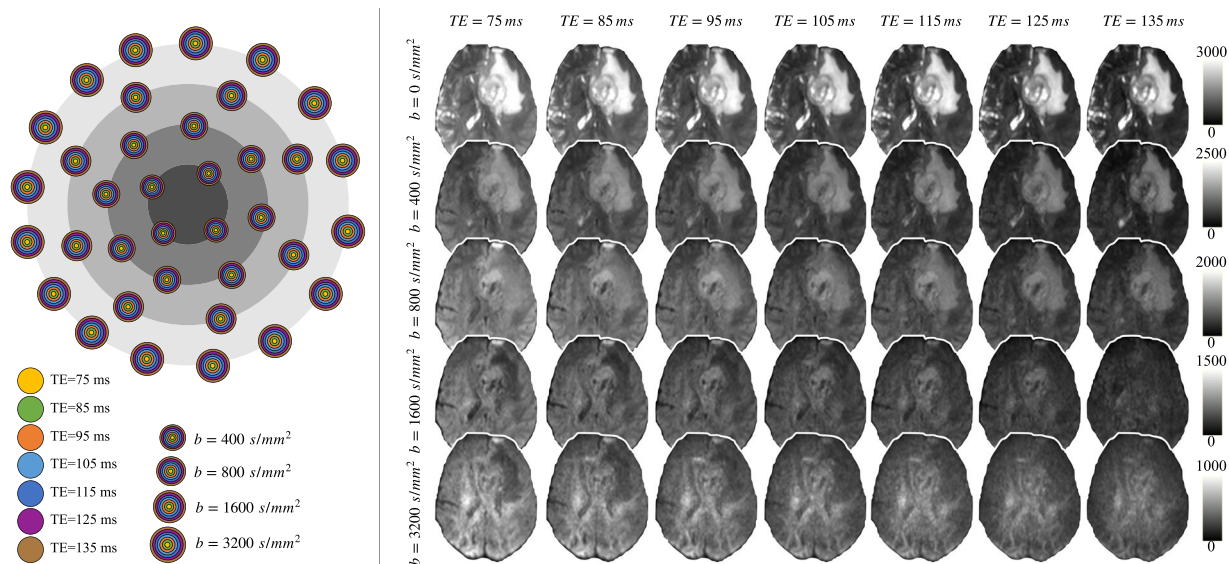 TE = 75 ms TE = 85 ms TE = 95 ms TE = 105 ms TE = 115 ms TE = 125 ms TE = 135 ms
b = 0 s/mm²
3000
0
b = 400 s/mm²
2500
0
b = 800 s/mm²
2000
0
b = 1600 s/mm²
1500
0
b = 3200 s/mm²
1000
0
TE=75 ms
TE=85 ms
TE=95 ms
TE=105 ms
TE=115 ms
TE=125 ms
TE=135 ms
b = 400 s/mm²
b = 800 s/mm²
b = 1600 s/mm²
b = 3200 s/mm²